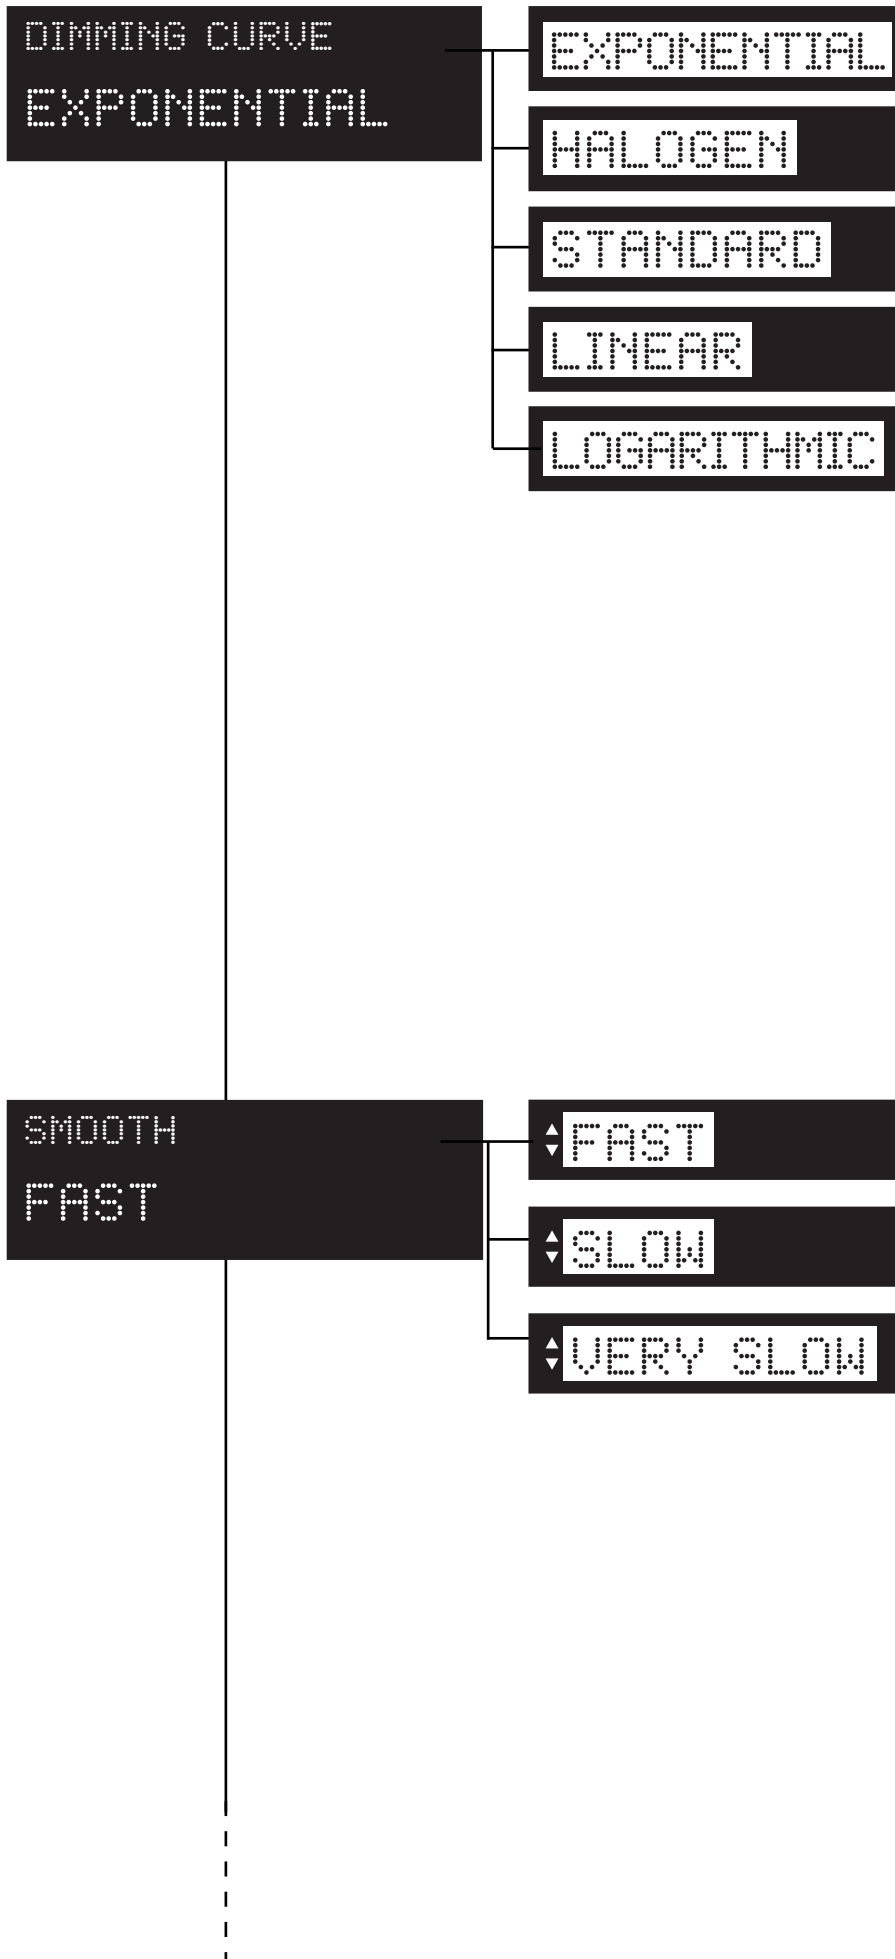 DIMMING CURVE
EXPONENTIAL
EXPONENTIAL
HALOGEN
STANDARD
LINEAR
LOGARITHMIC
SMOOTH
FAST
FAST
SLOW
VERY SLOW